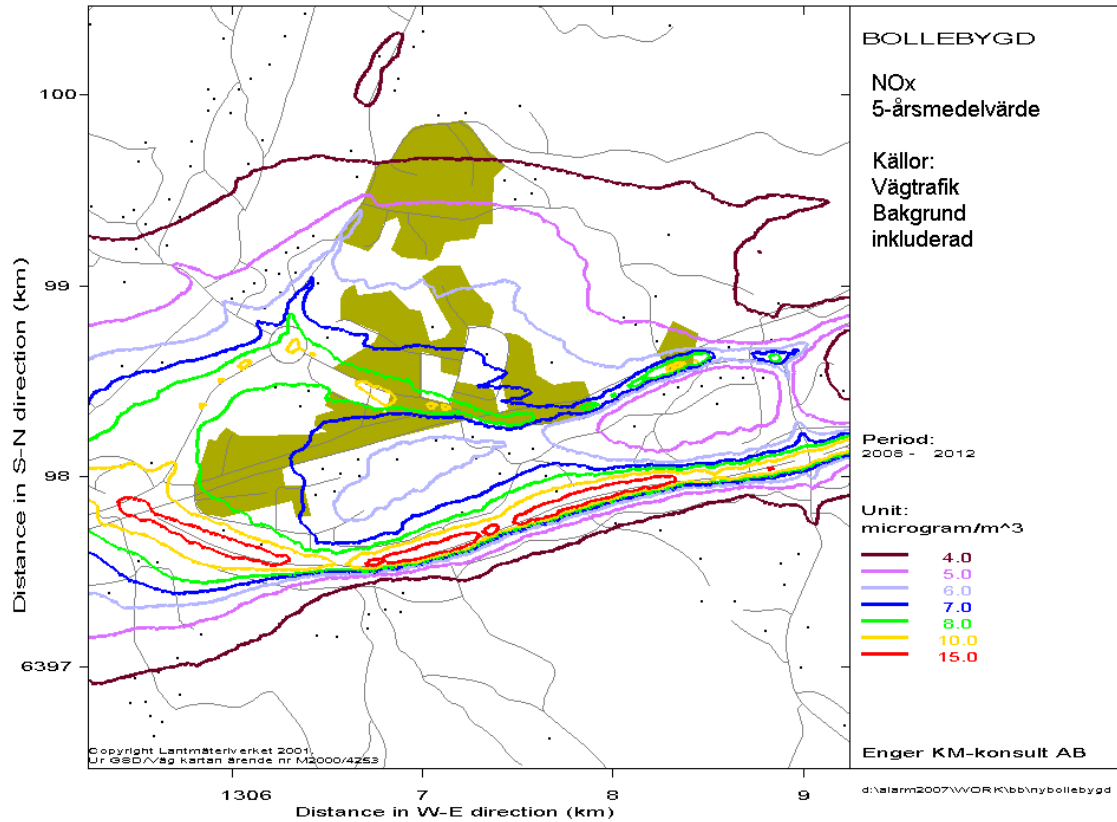 BOLLEBYGD
NOx
5-årsmedelvärde
Källor:
Vägtrafik
Bakgrund
inkluderad
Period:
2008 - 2012
Unit:
microgram/m^3
4.0
5.0
6.0
7.0
8.0
10.0
15.0
Enger KM-konsult AB
d:\alarm2007\WORK\bb\nybollebygd
Distance in S-N direction (km)
100
99
98
6397
Copyright Lantmäteriverket 2001.
Ur GSD/Väg kartan ärende nr M2000/4253
1306
7
8
9
Distance in W-E direction (km)